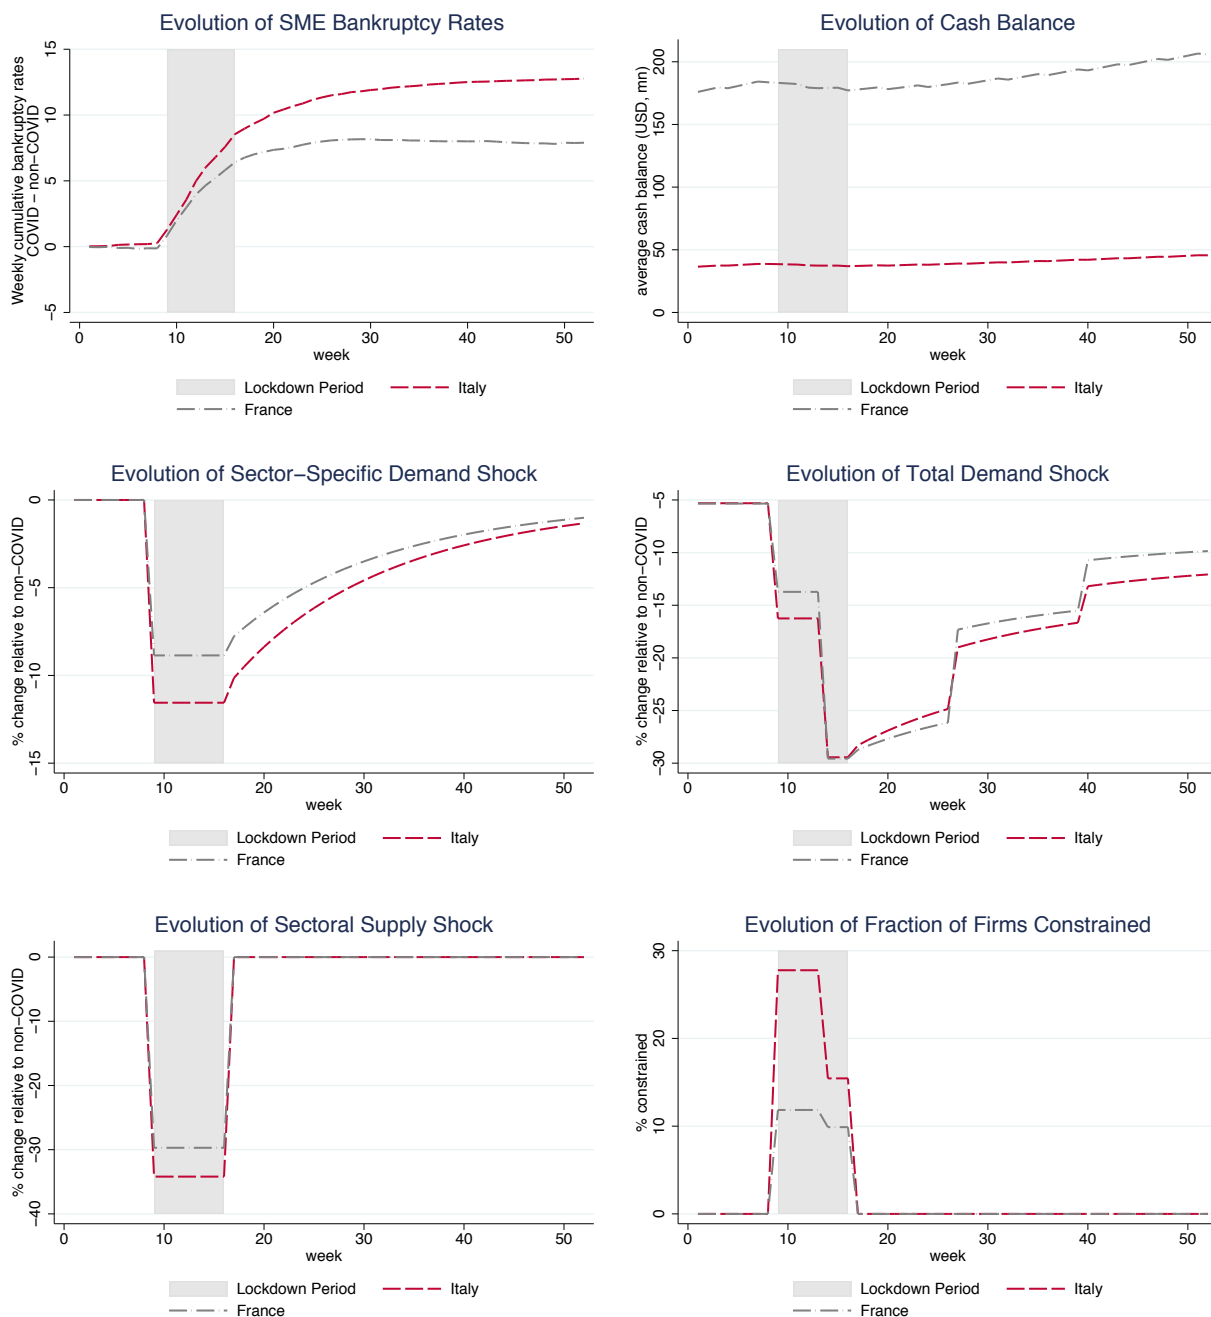 Evolution of SME Bankruptcy Rates
Weekly cumulative bankruptcy rates
COVID − non−COVID
15
10
5
0
−5
0 10 20 30 40 50
week
Lockdown Period Italy
France
Evolution of Cash Balance
average cash balance (USD, mn)
200
150
100
50
0
0 10 20 30 40 50
week
Lockdown Period Italy
France
Evolution of Sector−Specific Demand Shock
% change relative to non−COVID
0
−5
−10
−15
0 10 20 30 40 50
week
Lockdown Period Italy
France
Evolution of Total Demand Shock
% change relative to non−COVID
−5
−10
−15
−20
−25
−30
0 10 20 30 40 50
week
Lockdown Period Italy
France
Evolution of Sectoral Supply Shock
% change relative to non−COVID
0
−10
−20
−30
−40
0 10 20 30 40 50
week
Lockdown Period Italy
France
Evolution of Fraction of Firms Constrained
% constrained
30
20
10
0
0 10 20 30 40 50
week
Lockdown Period Italy
France